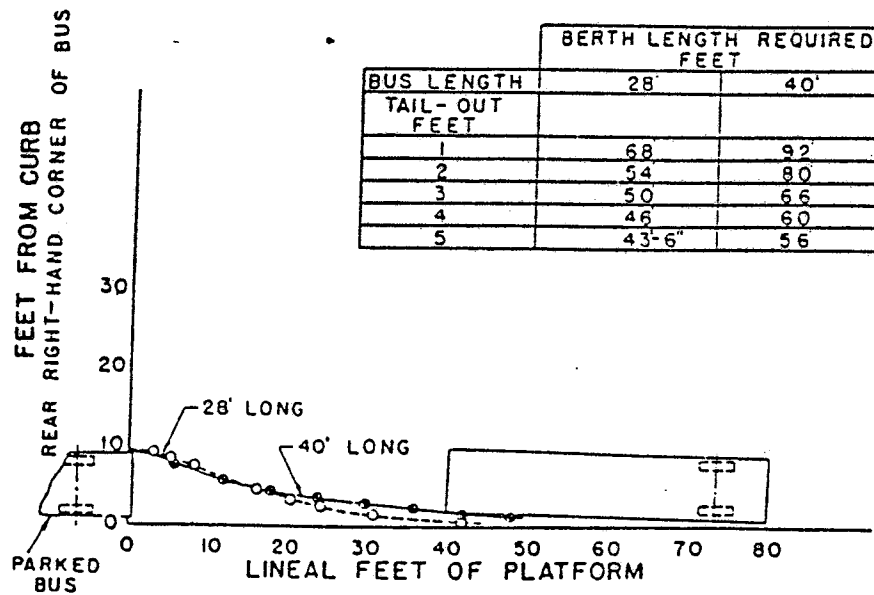 BERTH LENGTH REQUIRED
FEET
BUS LENGTH 28' 40'
TAIL-OUT
FEET
1 68 92
2 54 80
3 50 66
4 46 60
5 43'-6" 56
FEET FROM CURB
REAR RIGHT-HAND CORNER OF BUS
30
20
10
0
28' LONG
40' LONG
0 10 20 30 40 50 60 70 80
PARKED
BUS
LINEAL FEET OF PLATFORM